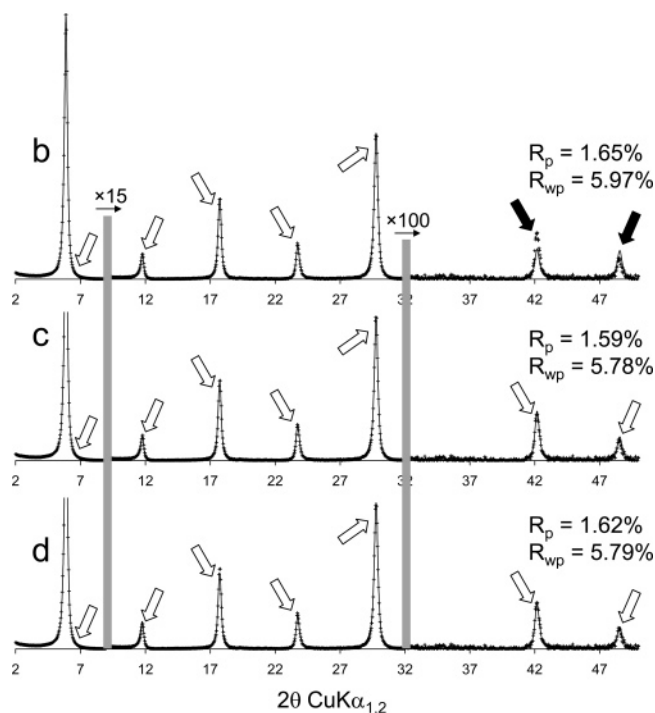 b
×15
×100
R_p = 1.65%
R_wp = 5.97%
2 7 12 17 22 27 32 37 42 47
c
R_p = 1.59%
R_wp = 5.78%
2 7 12 17 22 27 32 37 42 47
d
R_p = 1.62%
R_wp = 5.79%
2 7 12 17 22 27 32 37 42 47
2θ CuKα1,2